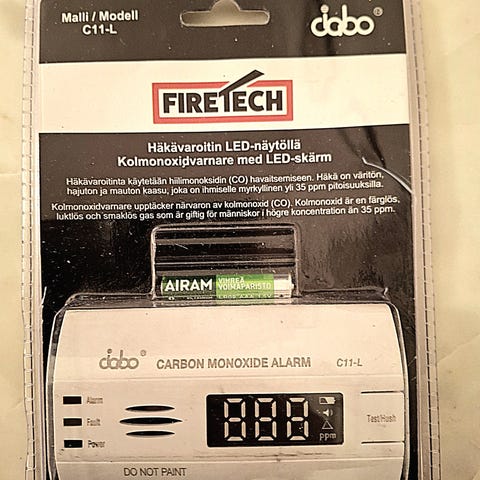 Malli / Modell
C11-L
dabo®
FIRETECH
Häkävaroitin LED-näytöllä
Kolmonoxidvarnare med LED-skärm
Häkävaroitinta käytetään hiilimonoksidin (CO) havaitsemiseen. Häkä on väritön,
hajuton ja mauton kaasu, joka on ihmiselle myrkyllinen yli 35 ppm pitoisuuksilla.
Kolmonoxidvarnare upptäcker närvaron av kolmonoxid (CO). Kolmonoxid är en färglös,
luktlös och smaklös gas som är giftig för människor i högre koncentration än 35 ppm.
AIRAM VIHREÄ
VOIMAPARISTO
dabo® CARBON MONOXIDE ALARM C11-L
Alarm
Fault
Power
888
ppm
Test/Hush
DO NOT PAINT